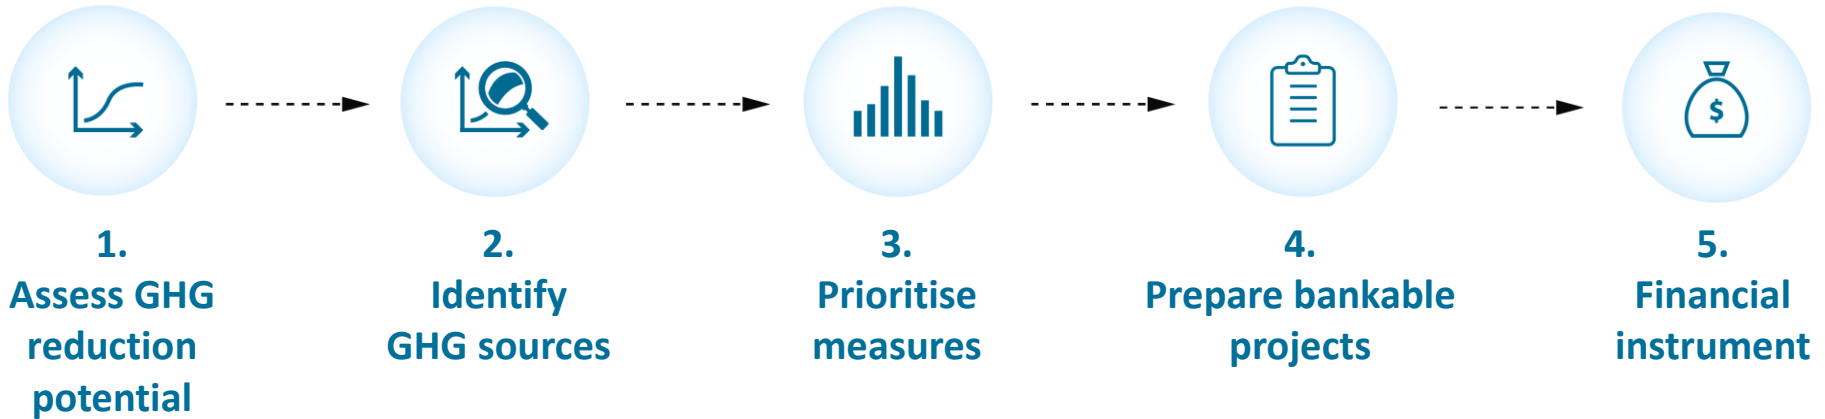 $
1.
Assess GHG
reduction
potential
2.
Identify
GHG sources
3.
Prioritise
measures
4.
Prepare bankable
projects
5.
Financial
instrument